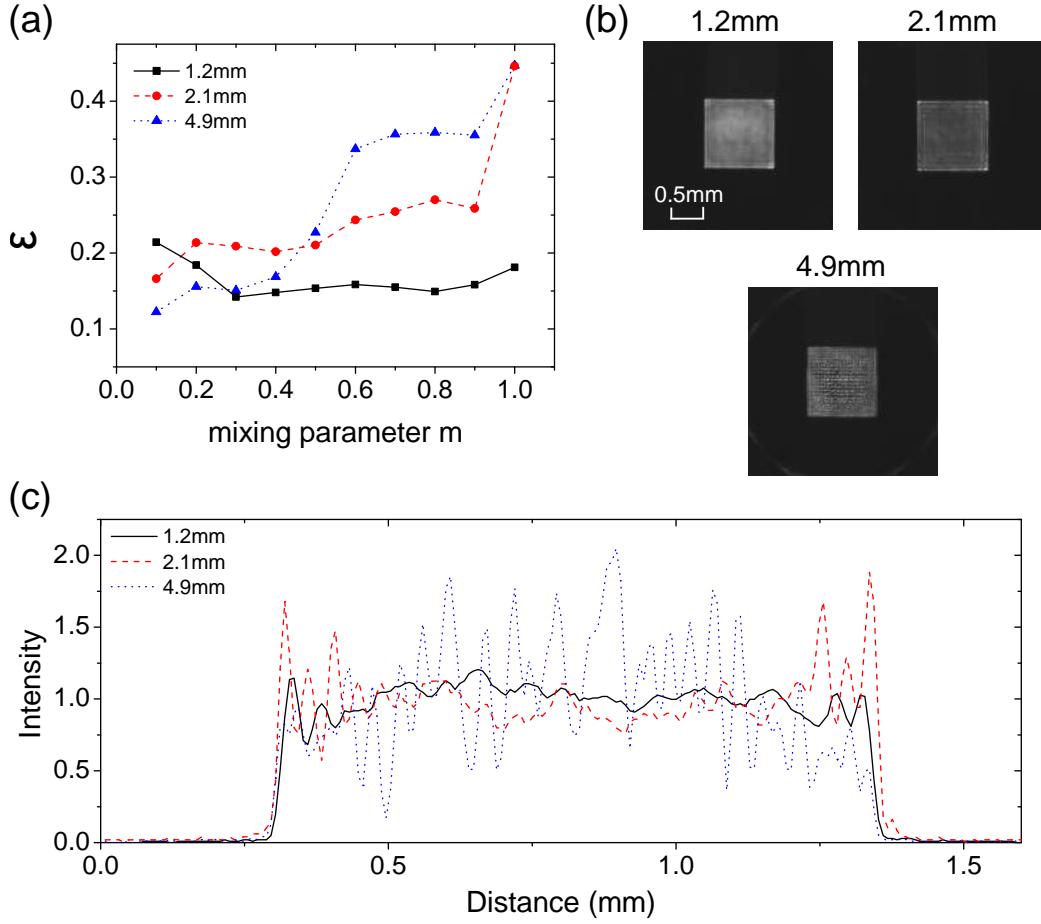 (a)
1.2mm
2.1mm
4.9mm
0.4
0.3
0.2
0.1
ε
0.0 0.2 0.4 0.6 0.8 1.0
mixing parameter m
(b)
1.2mm 2.1mm
0.5mm
4.9mm
(c)
1.2mm
2.1mm
4.9mm
2.0
1.5
1.0
0.5
0.0
Intensity
0.0 0.5 1.0 1.5
Distance (mm)